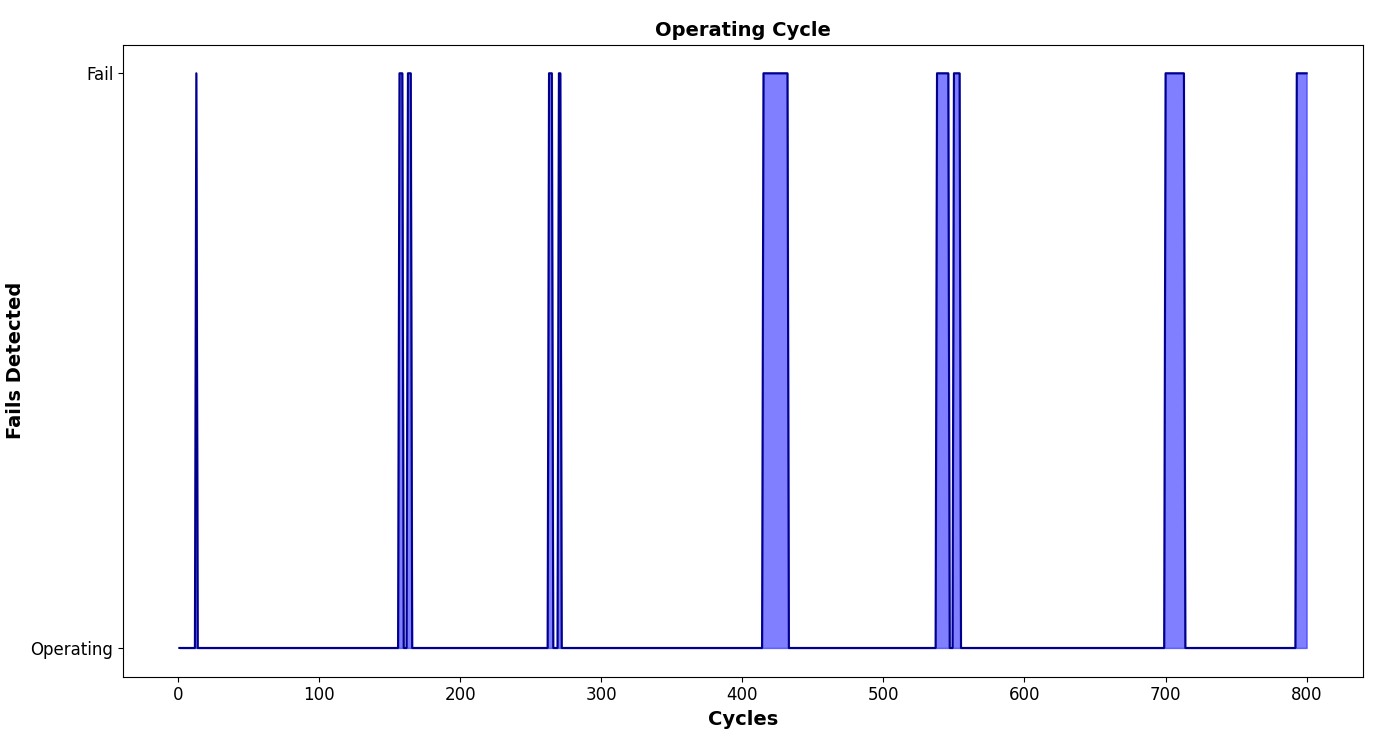 Operating Cycle
Fail
Fails Detected
Operating
0 100 200 300 400 500 600 700 800
Cycles